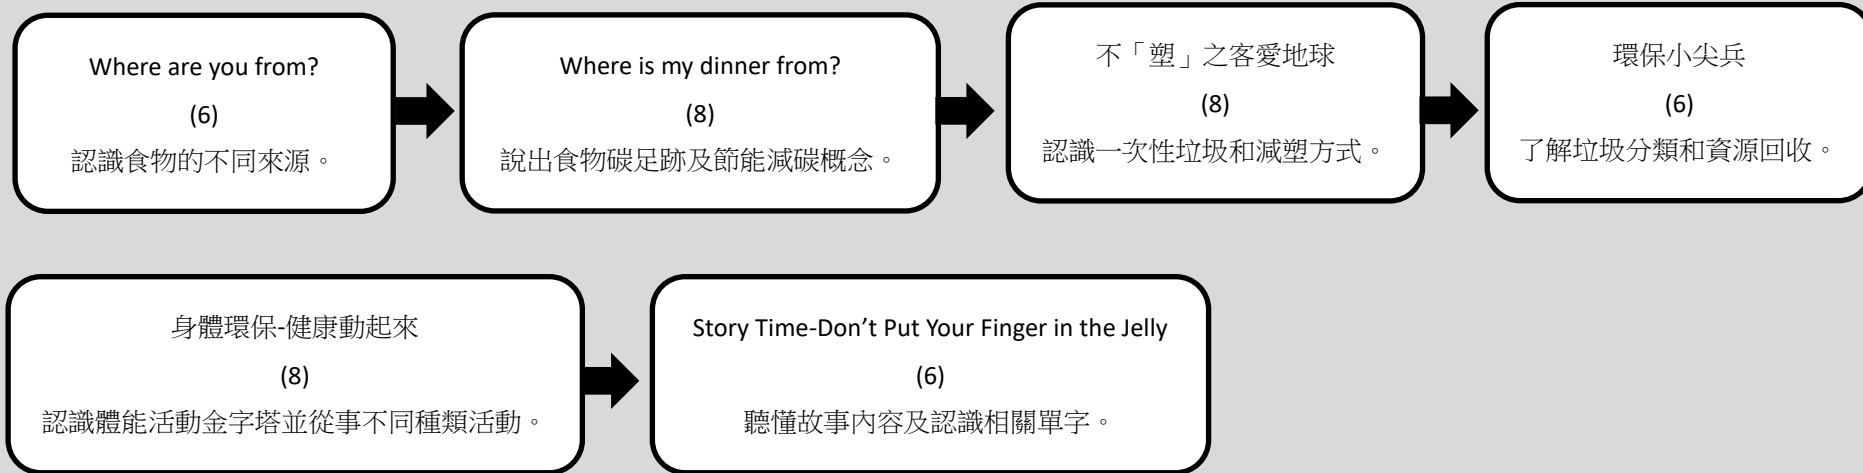 Where are you from?
(6)
認識食物的不同來源。
Where is my dinner from?
(8)
說出食物碳足跡及節能減碳概念。
不「塑」之客愛地球
(8)
認識一次性垃圾和減塑方式。
環保小尖兵
(6)
了解垃圾分類和資源回收。
身體環保-健康動起來
(8)
認識體能活動金字塔並從事不同種類活動。
Story Time-Don’t Put Your Finger in the Jelly
(6)
聽懂故事內容及認識相關單字。